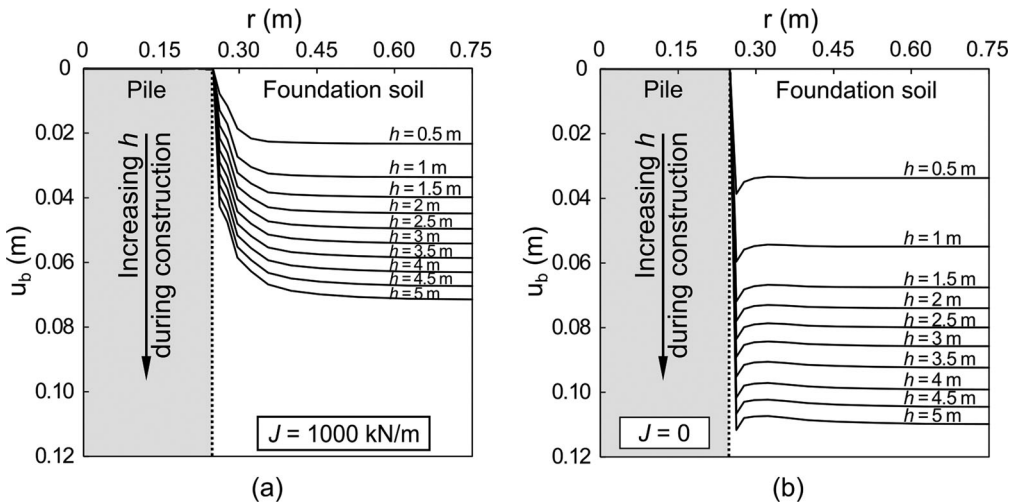 r (m)
0 0.15 0.30 0.45 0.60 0.75
0
0.02
0.04
0.06
0.08
0.10
0.12
u_b (m)
Pile
Foundation soil
Increasing h
during construction
h = 0.5 m
h = 1 m
h = 1.5 m
h = 2 m
h = 2.5 m
h = 3 m
h = 3.5 m
h = 4 m
h = 4.5 m
h = 5 m
J = 1000 kN/m
(a)
r (m)
0 0.15 0.30 0.45 0.60 0.75
0
0.02
0.04
0.06
0.08
0.10
0.12
u_b (m)
Pile
Foundation soil
Increasing h
during construction
h = 0.5 m
h = 1 m
h = 1.5 m
h = 2 m
h = 2.5 m
h = 3 m
h = 3.5 m
h = 4 m
h = 4.5 m
h = 5 m
J = 0
(b)